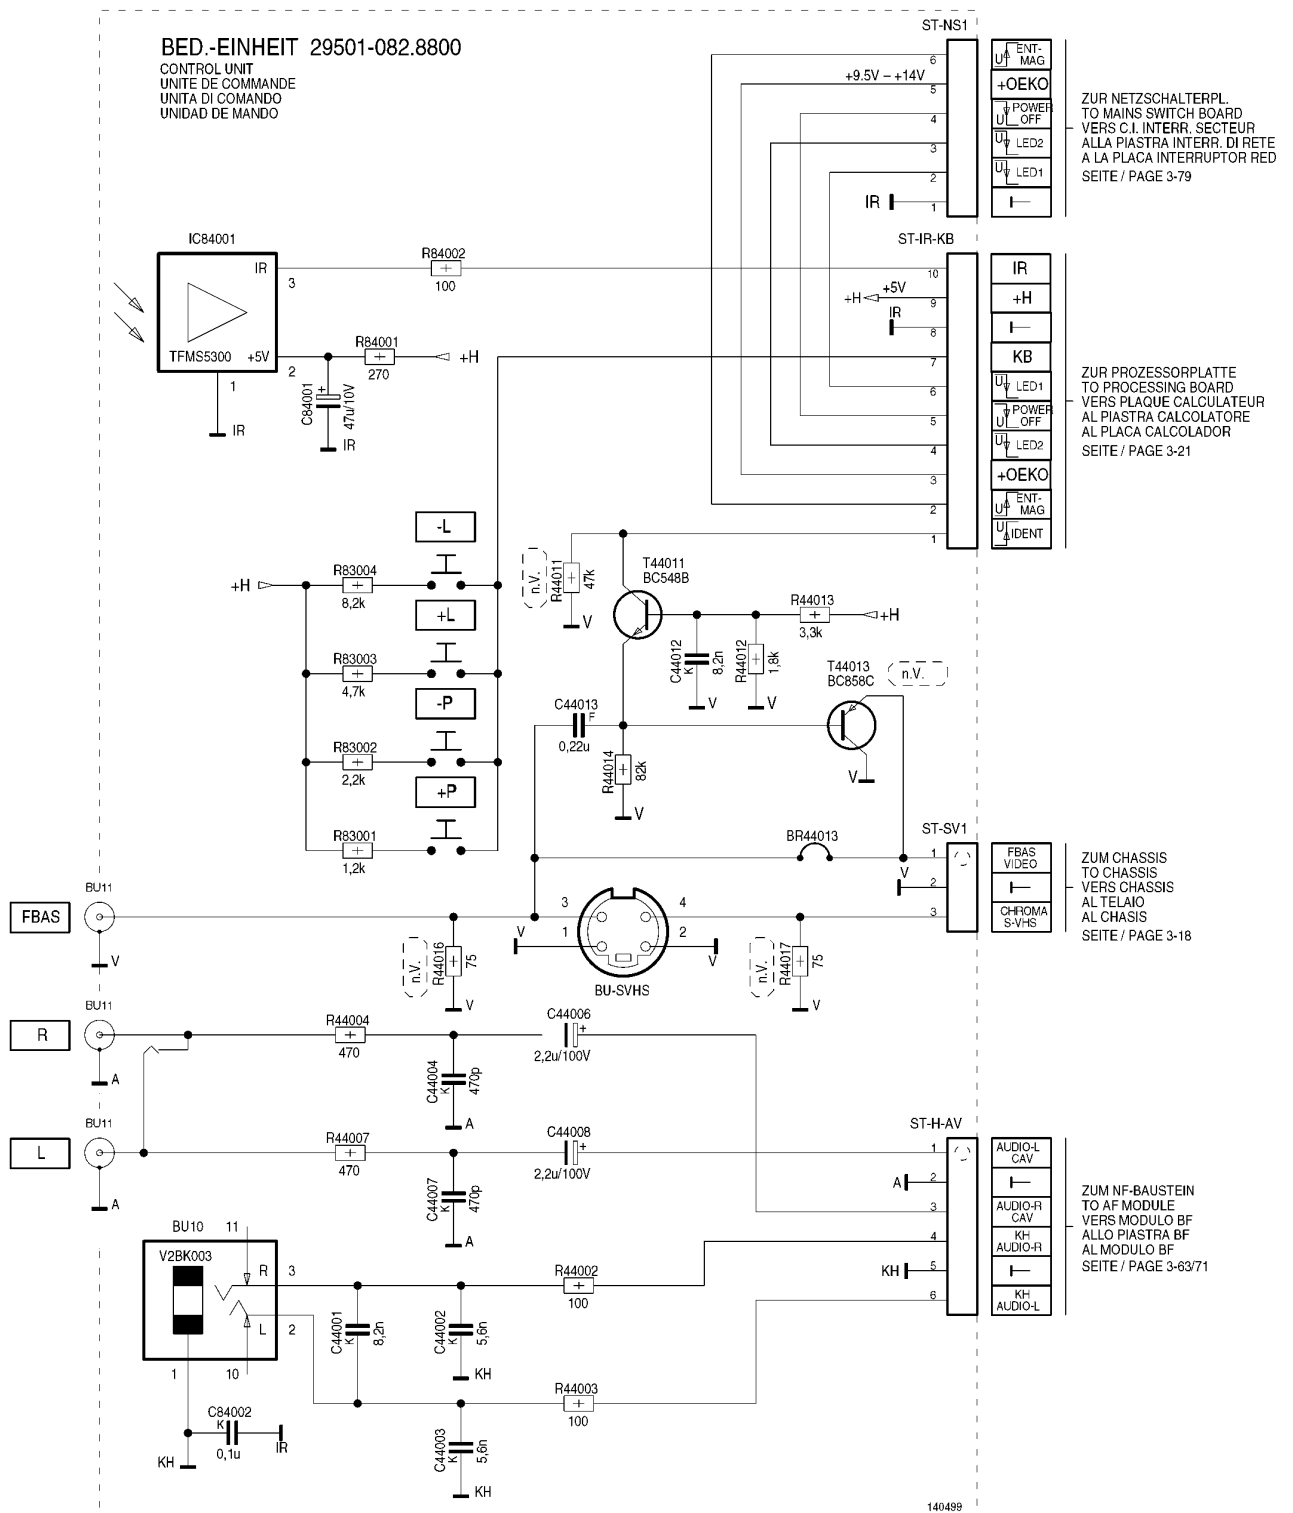 BED.-EINHEIT 29501-082.8800
CONTROL UNIT
UNITE DE COMMANDE
UNITA DI COMANDO
UNIDAD DE MANDO
ST-NS1
6
+9.5V – +14V
5
4
3
2
IR
1
U ENT-MAG
+OEKO
U POWER OFF
U LED2
U LED1
ZUR NETZSCHALTERPL.
TO MAINS SWITCH BOARD
VERS C.I. INTERR. SECTEUR
ALLA PIASTRA INTERR. DI RETE
A LA PLACA INTERRUPTOR RED
SEITE / PAGE 3-79
IC84001
IR
3
TFMS5300
+5V
2
1
IR
R84002
100
R84001
270
+H
C84001
+
47u/10V
IR
ST-IR-KB
10
+H
+5V
9
IR
8
7
6
5
4
3
2
1
IR
+H
KB
U LED1
U POWER OFF
U LED2
+OEKO
U ENT-MAG
U IDENT
ZUR PROZESSORPLATTE
TO PROCESSING BOARD
VERS PLAQUE CALCULATEUR
AL PIASTRA CALCOLATORE
AL PLACA CALCOLADOR
SEITE / PAGE 3-21
-L
+H
R83004
8,2k
+L
R83003
4,7k
-P
R83002
2,2k
+P
R83001
1,2k
n.V.
R44011
47k
V
T44011
BC548B
C44012
K
8,2n
V
R44012
1,8k
V
R44013
3,3k
+H
T44013
BC858C
n.V.
V
C44013
F
0,22u
R44014
82k
V
BR44013
ST-SV1
1
V
2
3
FBAS VIDEO
CHROMA S-VHS
ZUM CHASSIS
TO CHASSIS
VERS CHASSIS
AL TELAIO
AL CHASIS
SEITE / PAGE 3-18
BU11
FBAS
V
n.V.
R44016
75
V
3
4
V
1
2
V
BU-SVHS
n.V.
R44017
75
V
BU11
R
A
R44004
470
C44004
K
470p
A
C44006
+
2,2u/100V
BU11
L
A
R44007
470
C44007
K
470p
A
C44008
+
2,2u/100V
ST-H-AV
1
A
2
3
4
KH
5
6
AUDIO-L CAV
AUDIO-R CAV
KH AUDIO-R
KH AUDIO-L
ZUM NF-BAUSTEIN
TO AF MODULE
VERS MODULO BF
ALLO PIASTRA BF
AL MODULO BF
SEITE / PAGE 3-63/71
BU10
11
V2BK003
R
3
L
2
1
10
C84002
K
0,1u
IR
KH
C44001
K
8,2n
C44002
K
5,6n
KH
R44002
100
R44003
100
C44003
K
5,6n
KH
140499